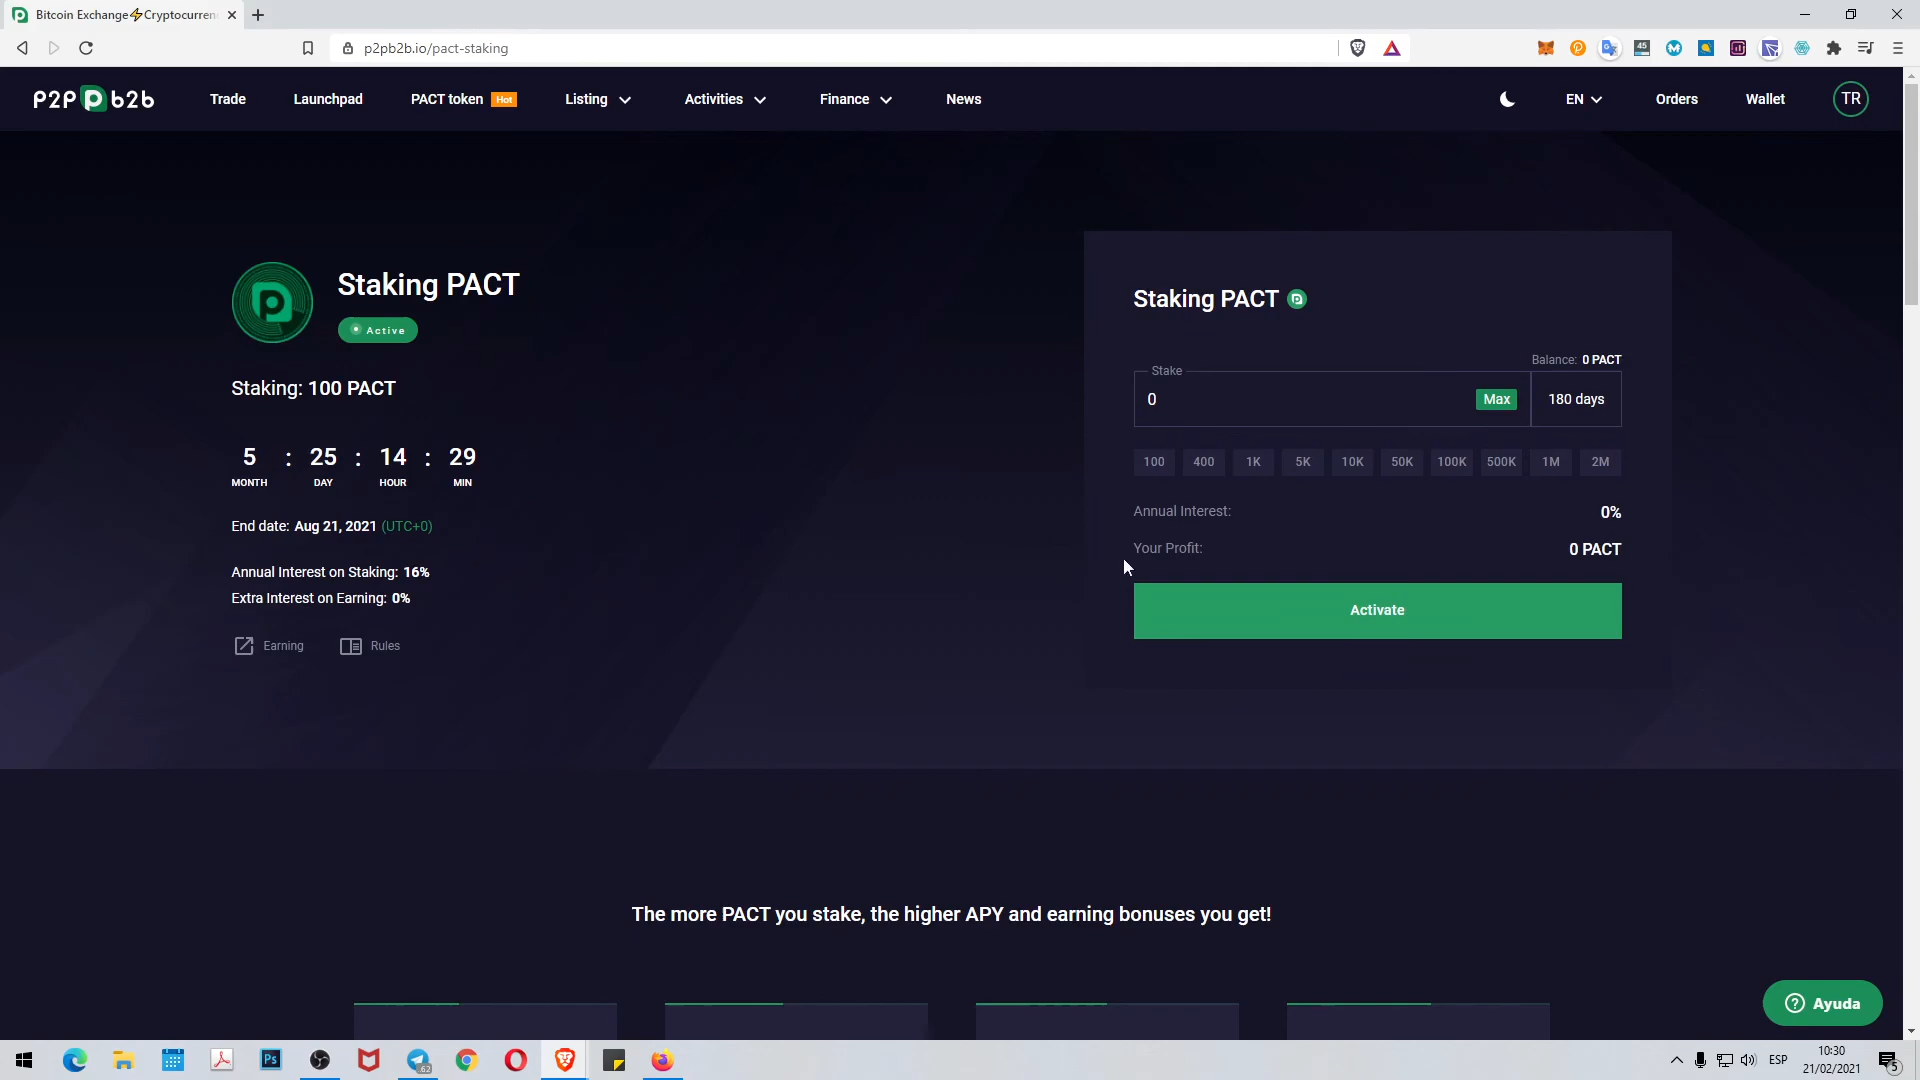 Bitcoin Exchange⚡Cryptocurren
p2pb2b.io/pact-staking
45
P2P b2b
Trade
Launchpad
PACT token Hot
Listing
Activities
Finance
News
EN
Orders
Wallet
TR
Staking PACT
Active
Staking: 100 PACT
5 : 25 : 14 : 29
MONTH DAY HOUR MIN
End date: Aug 21, 2021 (UTC+0)
Annual Interest on Staking: 16%
Extra Interest on Earning: 0%
Earning
Rules
Staking PACT
Balance: 0 PACT
Stake
0
Max
180 days
100 400 1K 5K 10K 50K 100K 500K 1M 2M
Annual Interest: 0%
Your Profit: 0 PACT
Activate
The more PACT you stake, the higher APY and earning bonuses you get!
Ayuda
Ps
62
ESP
10:30
21/02/2021
5